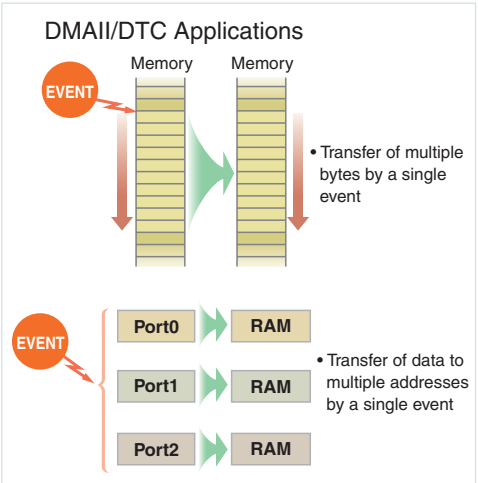 DMAII/DTC Applications
Memory
Memory
EVENT
• Transfer of multiple
bytes by a single
event
Port0
RAM
EVENT
Port1
RAM
• Transfer of data to
multiple addresses
by a single event
Port2
RAM